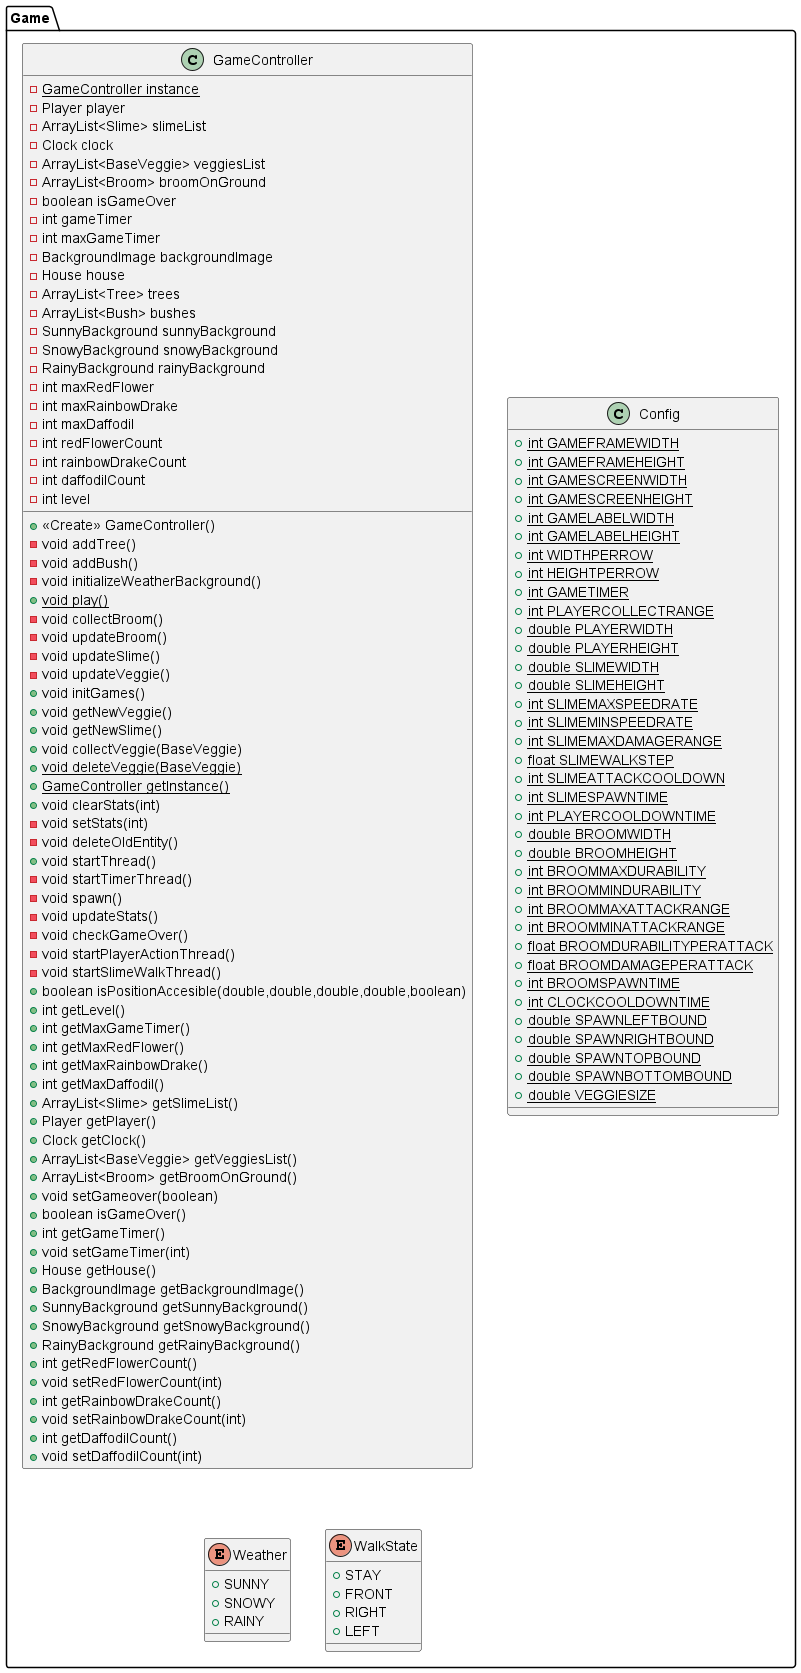 Game
C GameController
GameController instance
Player player
ArrayList<Slime> slimeList
Clock clock
ArrayList<BaseVeggie> veggiesList
ArrayList<Broom> broomOnGround
boolean isGameOver
int gameTimer
int maxGameTimer
BackgroundImage backgroundImage
House house
ArrayList<Tree> trees
ArrayList<Bush> bushes
SunnyBackground sunnyBackground
SnowyBackground snowyBackground
RainyBackground rainyBackground
int maxRedFlower
int maxRainbowDrake
int maxDaffodil
int redFlowerCount
int rainbowDrakeCount
int daffodilCount
int level
«Create» GameController()
void addTree()
void addBush()
void initializeWeatherBackground()
void play()
void collectBroom()
void updateBroom()
void updateSlime()
void updateVeggie()
void initGames()
void getNewVeggie()
void getNewSlime()
void collectVeggie(BaseVeggie)
void deleteVeggie(BaseVeggie)
GameController getInstance()
void clearStats(int)
void setStats(int)
void deleteOldEntity()
void startThread()
void startTimerThread()
void spawn()
void updateStats()
void checkGameOver()
void startPlayerActionThread()
void startSlimeWalkThread()
boolean isPositionAccesible(double,double,double,double,boolean)
int getLevel()
int getMaxGameTimer()
int getMaxRedFlower()
int getMaxRainbowDrake()
int getMaxDaffodil()
ArrayList<Slime> getSlimeList()
Player getPlayer()
Clock getClock()
ArrayList<BaseVeggie> getVeggiesList()
ArrayList<Broom> getBroomOnGround()
void setGameover(boolean)
boolean isGameOver()
int getGameTimer()
void setGameTimer(int)
House getHouse()
BackgroundImage getBackgroundImage()
SunnyBackground getSunnyBackground()
SnowyBackground getSnowyBackground()
RainyBackground getRainyBackground()
int getRedFlowerCount()
void setRedFlowerCount(int)
int getRainbowDrakeCount()
void setRainbowDrakeCount(int)
int getDaffodilCount()
void setDaffodilCount(int)
C Config
int GAMEFRAMEWIDTH
int GAMEFRAMEHEIGHT
int GAMESCREENWIDTH
int GAMESCREENHEIGHT
int GAMELABELWIDTH
int GAMELABELHEIGHT
int WIDTHPERROW
int HEIGHTPERROW
int GAMETIMER
int PLAYERCOLLECTRANGE
double PLAYERWIDTH
double PLAYERHEIGHT
double SLIMEWIDTH
double SLIMEHEIGHT
int SLIMEMAXSPEEDRATE
int SLIMEMINSPEEDRATE
int SLIMEMAXDAMAGERANGE
float SLIMEWALKSTEP
int SLIMEATTACKCOOLDOWN
int SLIMESPAWNTIME
int PLAYERCOOLDOWNTIME
double BROOMWIDTH
double BROOMHEIGHT
int BROOMMAXDURABILITY
int BROOMMINDURABILITY
int BROOMMAXATTACKRANGE
int BROOMMINATTACKRANGE
float BROOMDURABILITYPERATTACK
float BROOMDAMAGEPERATTACK
int BROOMSPAWNTIME
int CLOCKCOOLDOWNTIME
double SPAWNLEFTBOUND
double SPAWNRIGHTBOUND
double SPAWNTOPBOUND
double SPAWNBOTTOMBOUND
double VEGGIESIZE
E Weather
SUNNY
SNOWY
RAINY
E WalkState
STAY
FRONT
RIGHT
LEFT